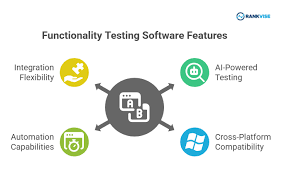 RANKVISE
Functionality Testing Software Features
Integration
Flexibility
AI-Powered
Testing
A
B
Automation
Capabilities
Cross-Platform
Compatibility